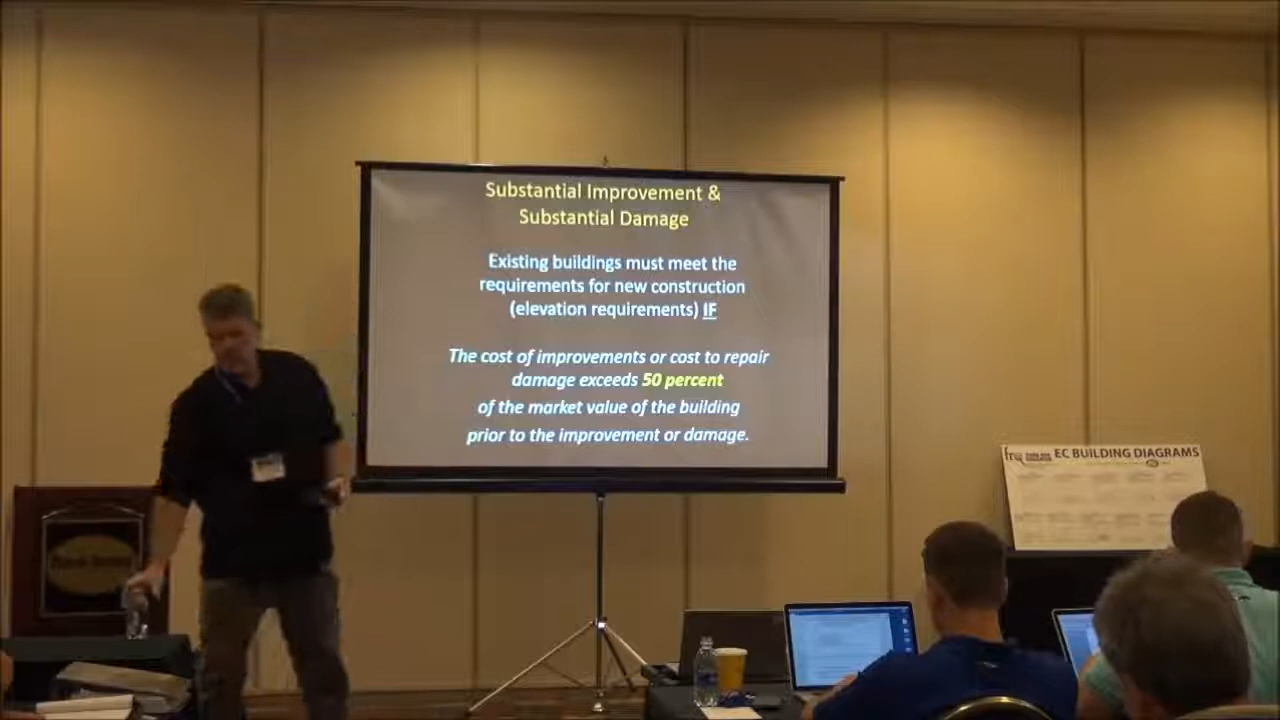 Substantial Improvement &
Substantial Damage
Existing buildings must meet the
requirements for new construction
(elevation requirements) IF
The cost of improvements or cost to repair
damage exceeds 50 percent
of the market value of the building
prior to the improvement or damage.
EC BUILDING DIAGRAMS